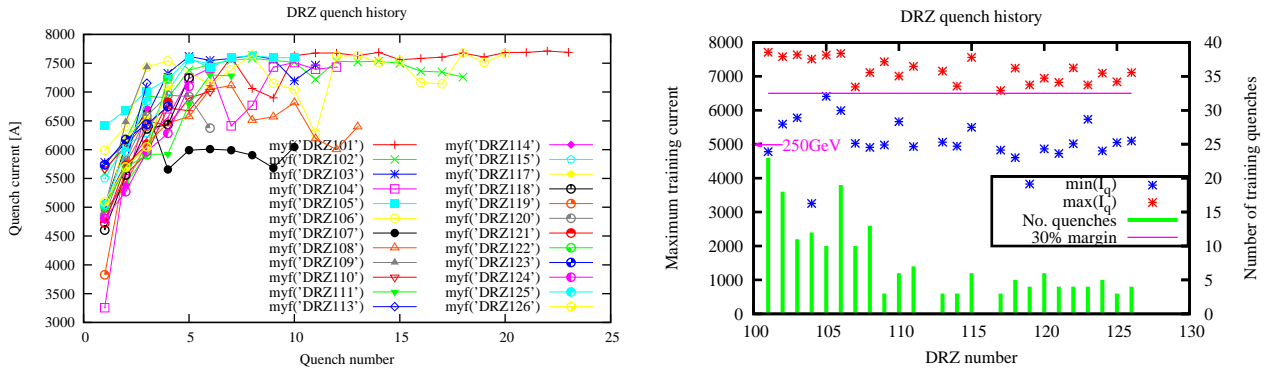 DRZ quench history
Quench current [A]
8000
7500
7000
6500
6000
5500
5000
4500
4000
3500
3000
0
5
10
15
20
25
Quench number
myf('DRZ101')
myf('DRZ102')
myf('DRZ103')
myf('DRZ104')
myf('DRZ105')
myf('DRZ106')
myf('DRZ107')
myf('DRZ108')
myf('DRZ109')
myf('DRZ110')
myf('DRZ111')
myf('DRZ113')
myf('DRZ114')
myf('DRZ115')
myf('DRZ117')
myf('DRZ118')
myf('DRZ119')
myf('DRZ120')
myf('DRZ121')
myf('DRZ122')
myf('DRZ123')
myf('DRZ124')
myf('DRZ125')
myf('DRZ126')
DRZ quench history
Maximum training current
8000
7000
6000
5000
4000
3000
2000
1000
0
250GeV
min(I_q)
max(I_q)
No. quenches
30% margin
40
35
30
25
20
15
10
5
0
Number of training quenches
100
105
110
115
120
125
130
DRZ number